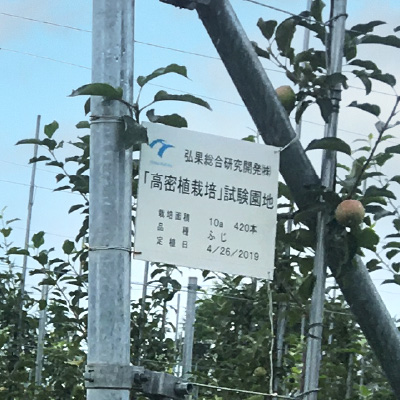 弘果総合研究開発㈱
「高密植栽培」試験園地
栽培面積 10a 420本
品種 ふじ
定植日 4/26/2019